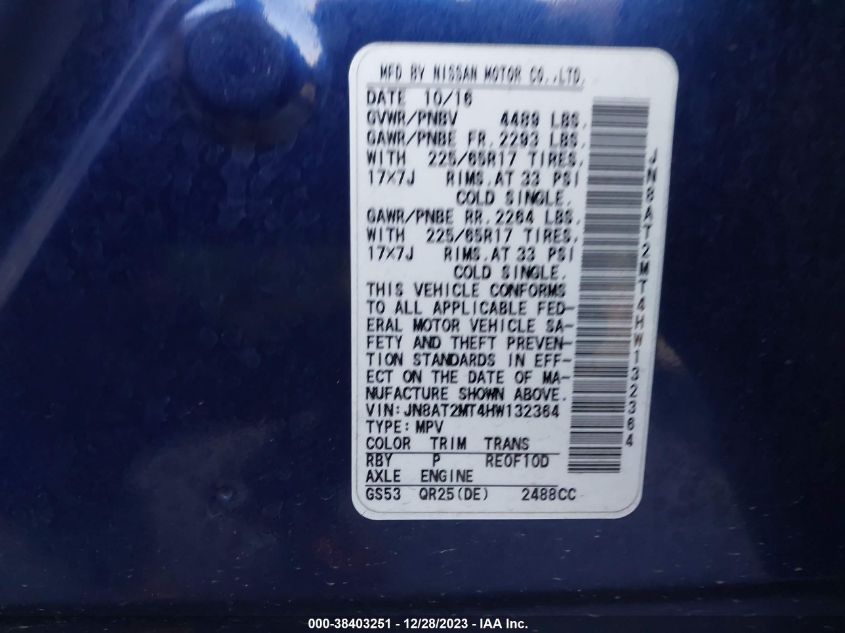 MFD BY NISSAN MOTOR CO.,LTD.
DATE 10/16
GVWR/PNBV 4489 LBS.
GAWR/PNBE FR. 2293 LBS.
WITH 225/65R17 TIRES,
17×7J RIMS.AT 33 PSI
COLD SINGLE.
GAWR/PNBE RR. 2264 LBS.
WITH 225/65R17 TIRES,
17×7J RIMS.AT 33 PSI
COLD SINGLE.
THIS VEHICLE CONFORMS
TO ALL APPLICABLE FED-
ERAL MOTOR VEHICLE SA-
FETY AND THEFT PREVEN-
TION STANDARDS IN EFF-
ECT ON THE DATE OF MA-
NUFACTURE SHOWN ABOVE.
VIN:JN8AT2MT4HW132364
TYPE:MPV
COLOR TRIM TRANS
RBY P RE0F10D
AXLE ENGINE
GS53 QR25(DE) 2488CC
JN8AT2MT4HW132364
000-38403251 - 12/28/2023 - IAA Inc.